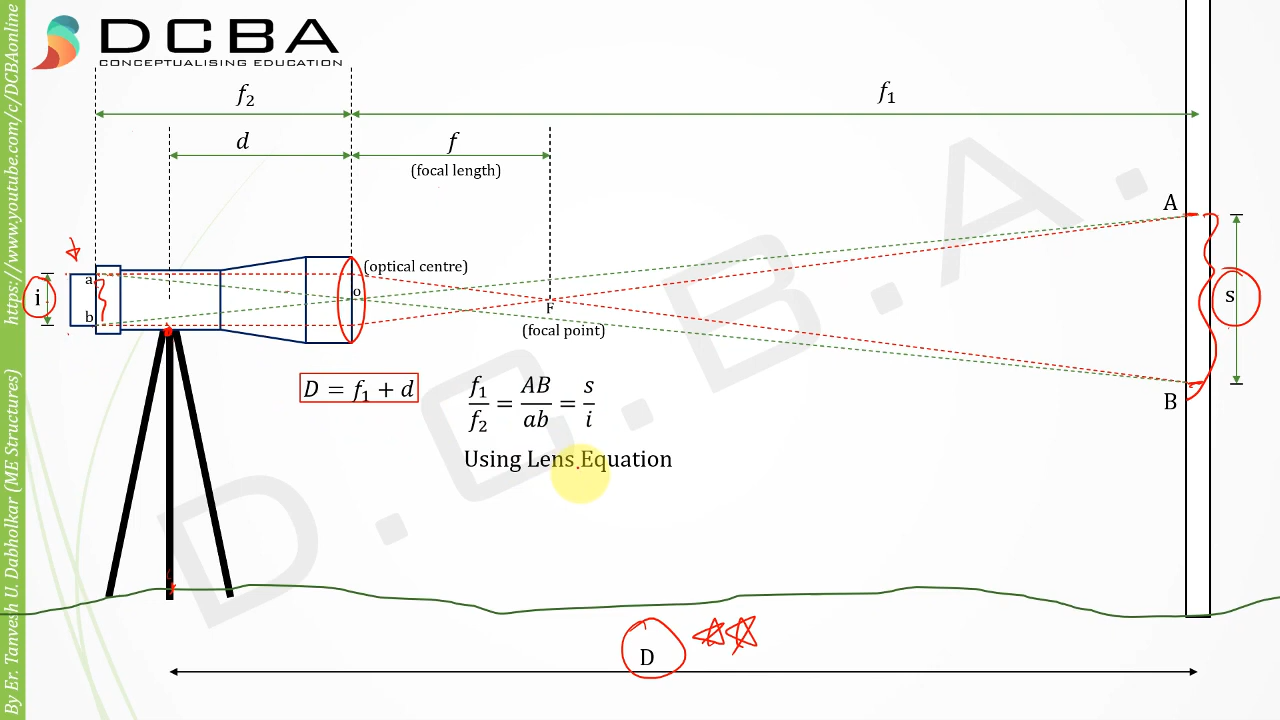 DCBA
CONCEPTUALISING EDUCATION
https://www.youtube.com/c/DCBAonline
By Er. Tanvesh U. Dabholkar (ME Structures)
f₂
f₁
d
f
(focal length)
A
(optical centre)
a
i
o
s
b
F
(focal point)
D = f₁ + d
f₁/f₂ = AB/ab = s/i
B
Using Lens Equation
D.C.B.A.
D